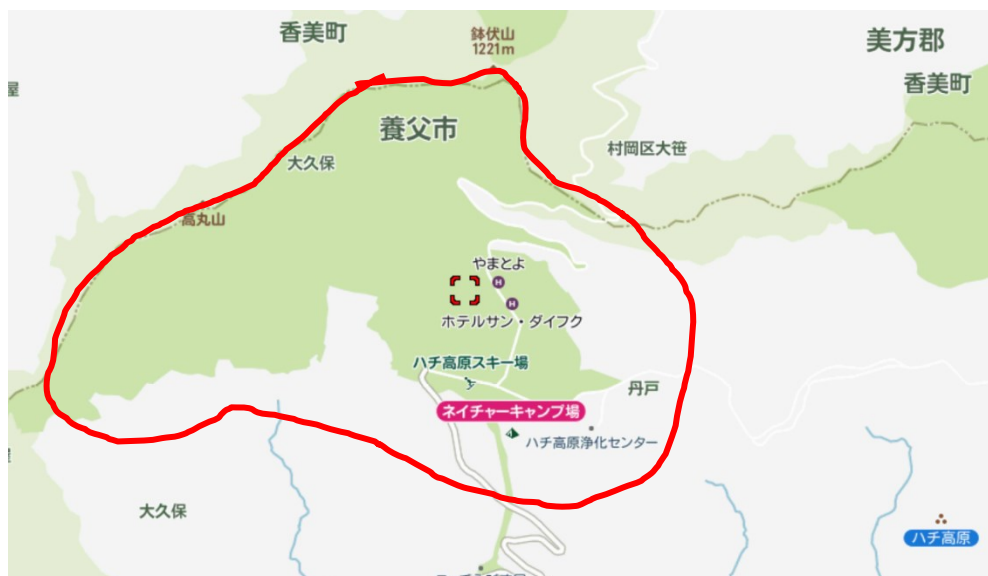 香美町
鉢伏山
1221m
美方郡
香美町
屋
養父市
村岡区大笹
大久保
高丸山
やまとよ
H
H
ホテルサン・ダイフク
ハチ高原スキー場
丹戸
ネイチャーキャンプ場
ハチ高原浄化センター
大久保
ハチ高原